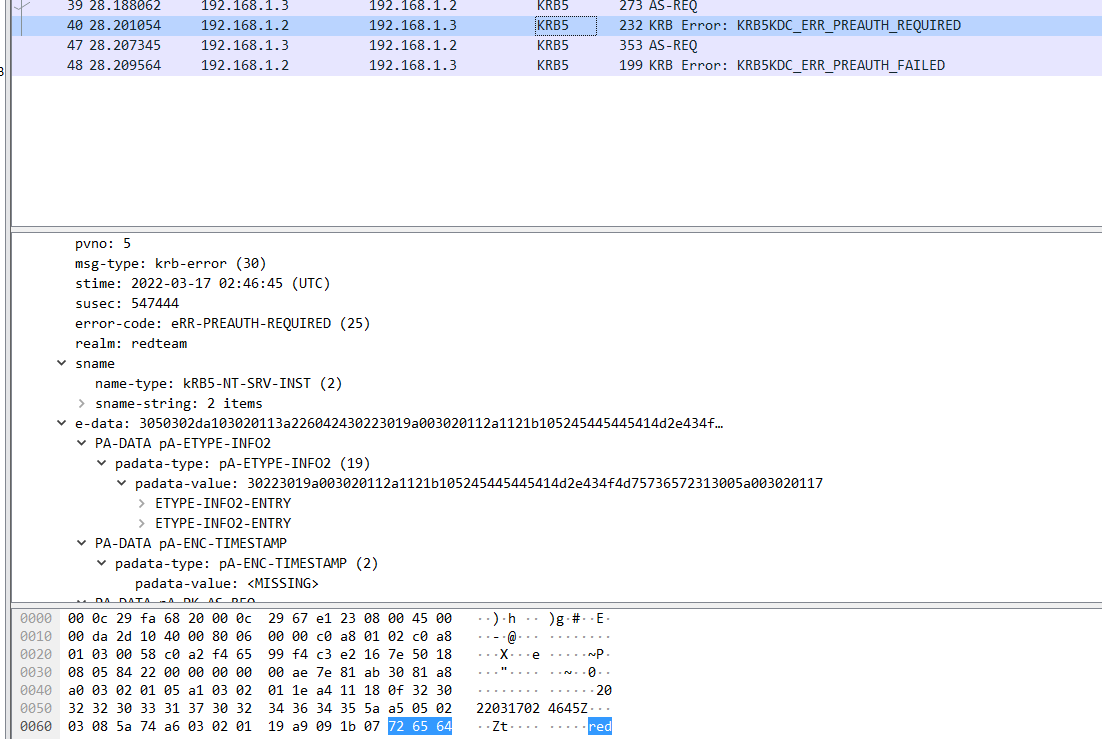 39 28.188062 192.168.1.3 192.168.1.2 KRB5 273 AS-REQ
40 28.201054 192.168.1.2 192.168.1.3 KRB5 232 KRB Error: KRB5KDC_ERR_PREAUTH_REQUIRED
47 28.207345 192.168.1.3 192.168.1.2 KRB5 353 AS-REQ
48 28.209564 192.168.1.2 192.168.1.3 KRB5 199 KRB Error: KRB5KDC_ERR_PREAUTH_FAILED
pvno: 5
msg-type: krb-error (30)
stime: 2022-03-17 02:46:45 (UTC)
susec: 547444
error-code: eRR-PREAUTH-REQUIRED (25)
realm: redteam
sname
name-type: kRB5-NT-SRV-INST (2)
sname-string: 2 items
e-data: 3050302da103020113a226042430223019a003020112a1121b105245445445414d2e434f…
PA-DATA pA-ETYPE-INFO2
padata-type: pA-ETYPE-INFO2 (19)
padata-value: 30223019a003020112a1121b105245445445414d2e434f4d75736572313005a003020117
ETYPE-INFO2-ENTRY
ETYPE-INFO2-ENTRY
PA-DATA pA-ENC-TIMESTAMP
padata-type: pA-ENC-TIMESTAMP (2)
padata-value: <MISSING>
PA-DATA pA-PK-AS-REQ
0000 00 0c 29 fa 68 20 00 0c 29 67 e1 23 08 00 45 00 ··)·h ·· )g·#··E·
0010 00 da 2d 10 40 00 80 06 00 00 c0 a8 01 02 c0 a8 ··-·@··· ········
0020 01 03 00 58 c0 a2 f4 65 99 f4 c3 e2 16 7e 50 18 ···X···e ·····~P·
0030 08 05 84 22 00 00 00 00 00 ae 7e 81 ab 30 81 a8 ···"···· ··~··0··
0040 a0 03 02 01 05 a1 03 02 01 1e a4 11 18 0f 32 30 ········ ······20
0050 32 32 30 33 31 37 30 32 34 36 34 35 5a a5 05 02 22031702 4645Z···
0060 03 08 5a 74 a6 03 02 01 19 a9 09 1b 07 72 65 64 ··Zt···· ·····red